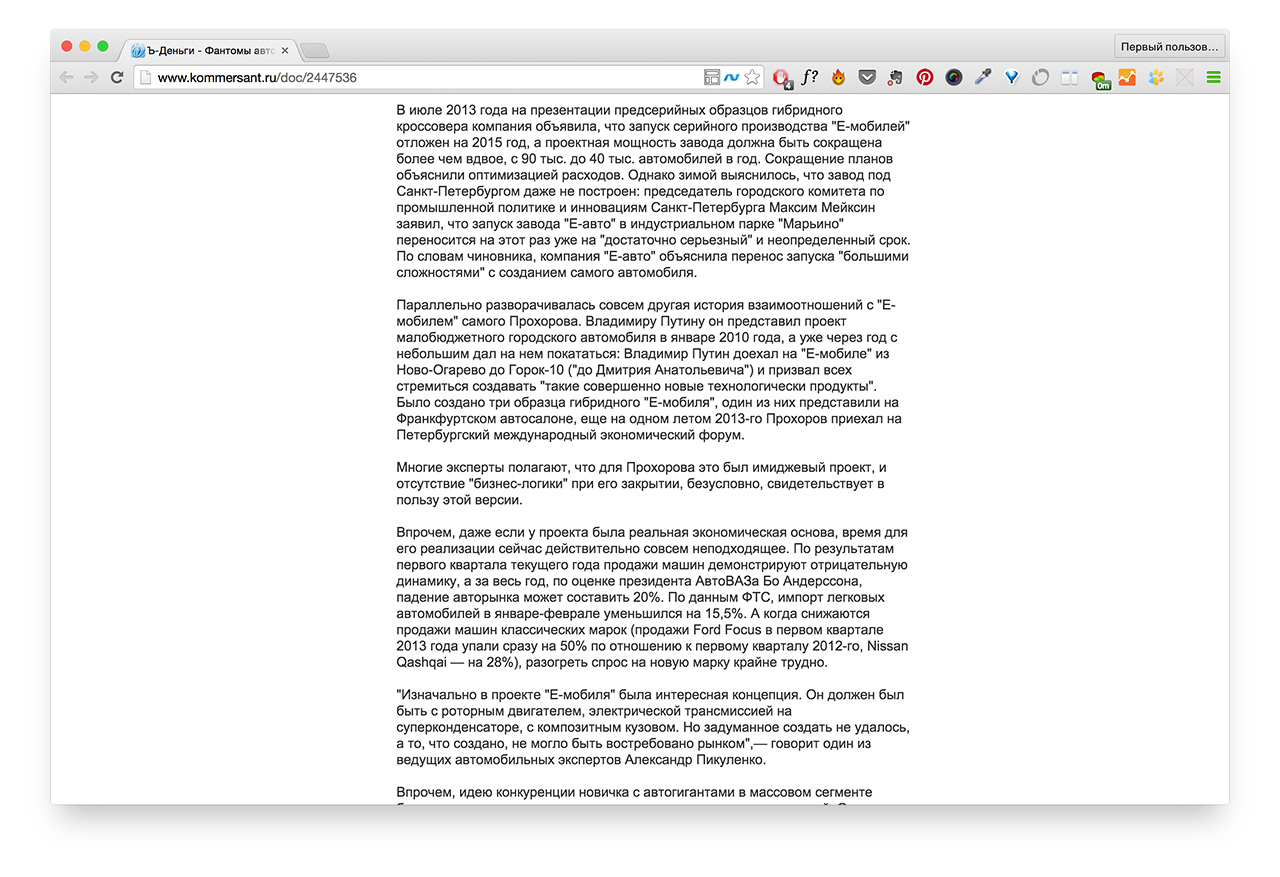 Ъ-Деньги - Фантомы авто
Первый пользов...
www.kommersant.ru/doc/2447536
f?
4
0m
В июле 2013 года на презентации предсерийных образцов гибридного
кроссовера компания объявила, что запуск серийного производства "Е-мобилей"
отложен на 2015 год, а проектная мощность завода должна быть сокращена
более чем вдвое, с 90 тыс. до 40 тыс. автомобилей в год. Сокращение планов
объяснили оптимизацией расходов. Однако зимой выяснилось, что завод под
Санкт-Петербургом даже не построен: председатель городского комитета по
промышленной политике и инновациям Санкт-Петербурга Максим Мейксин
заявил, что запуск завода "Е-авто" в индустриальном парке "Марьино"
переносится на этот раз уже на "достаточно серьезный" и неопределенный срок.
По словам чиновника, компания "Е-авто" объяснила перенос запуска "большими
сложностями" с созданием самого автомобиля.
Параллельно разворачивалась совсем другая история взаимоотношений с "Е-
мобилем" самого Прохорова. Владимиру Путину он представил проект
малобюджетного городского автомобиля в январе 2010 года, а уже через год с
небольшим дал на нем покататься: Владимир Путин доехал на "Е-мобиле" из
Ново-Огарево до Горок-10 ("до Дмитрия Анатольевича") и призвал всех
стремиться создавать "такие совершенно новые технологически продукты".
Было создано три образца гибридного "Е-мобиля", один из них представили на
Франкфуртском автосалоне, еще на одном летом 2013-го Прохоров приехал на
Петербургский международный экономический форум.
Многие эксперты полагают, что для Прохорова это был имиджевый проект, и
отсутствие "бизнес-логики" при его закрытии, безусловно, свидетельствует в
пользу этой версии.
Впрочем, даже если у проекта была реальная экономическая основа, время для
его реализации сейчас действительно совсем неподходящее. По результатам
первого квартала текущего года продажи машин демонстрируют отрицательную
динамику, а за весь год, по оценке президента АвтоВАЗа Бо Андерссона,
падение авторынка может составить 20%. По данным ФТС, импорт легковых
автомобилей в январе-феврале уменьшился на 15,5%. А когда снижаются
продажи машин классических марок (продажи Ford Focus в первом квартале
2013 года упали сразу на 50% по отношению к первому кварталу 2012-го, Nissan
Qashqai — на 28%), разогреть спрос на новую марку крайне трудно.
"Изначально в проекте "Е-мобиля" была интересная концепция. Он должен был
быть с роторным двигателем, электрической трансмиссией на
суперконденсаторе, с композитным кузовом. Но задуманное создать не удалось,
а то, что создано, не могло быть востребовано рынком",— говорит один из
ведущих автомобильных экспертов Александр Пикуленко.
Впрочем, идею конкуренции новичка с автогигантами в массовом сегменте